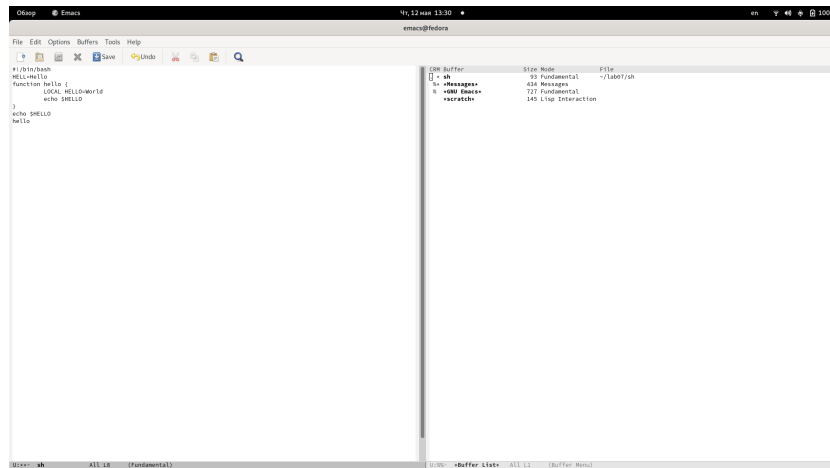 Обзор Emacs Чт, 12 мая 13:30 en 100
emacs@fedora
File Edit Options Buffers Tools Help
Save Undo
#!/bin/bash
HELL=Hello
function hello {
LOCAL HELLO=World
echo $HELLO
}
echo $HELLO
hello
U:**- sh All L8 (Fundamental)
CRM Buffer Size Mode File
* sh 93 Fundamental ~/lab07/sh
%* *Messages* 434 Messages
% *GNU Emacs* 727 Fundamental
*scratch* 145 Lisp Interaction
U:%%- *Buffer List* All L1 (Buffer Menu)